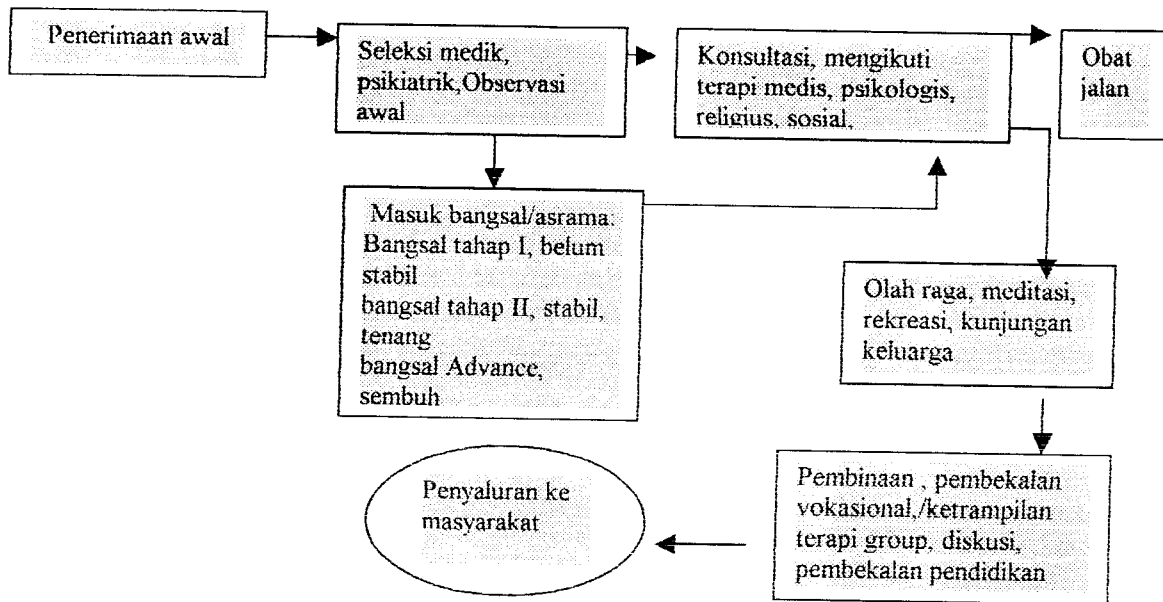 Penerimaan awal
Seleksi medik,
psikiatrik,Observasi
awal
Konsultasi, mengikuti
terapi medis, psikologis,
religius, sosial,
Obat
jalan
Masuk bangsal/asrama.
Bangsal tahap I, belum
stabil
bangsal tahap II, stabil,
tenang
bangsal Advance,
sembuh
Olah raga, meditasi,
rekreasi, kunjungan
keluarga
Pembinaan , pembekalan
vokasional,/ketrampilan
terapi group, diskusi,
pembekalan pendidikan
Penyaluran ke
masyarakat